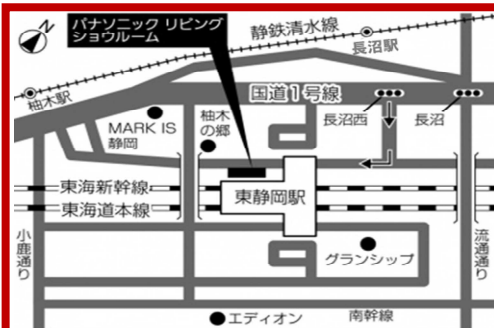 パナソニック リビング
ショウルーム
静鉄清水線
長沼駅
柚木駅
国道1号線
MARK IS
静岡
柚木
の郷
長沼西
長沼
東海新幹線
東海道本線
東静岡駅
小鹿通り
グランシップ
流通通り
エディオン
南幹線